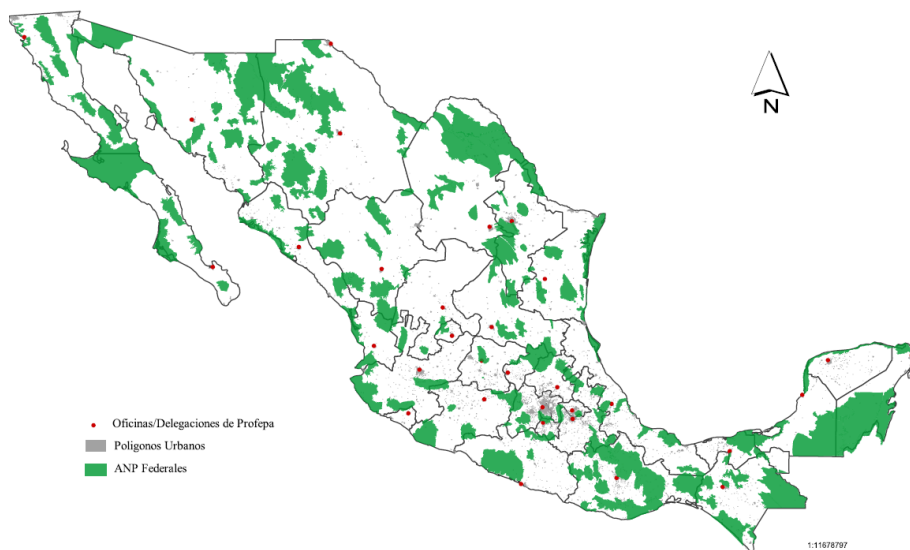 N
Oficinas/Delegaciones de Profepa
Poligonos Urbanos
ANP Federales
1:11678797